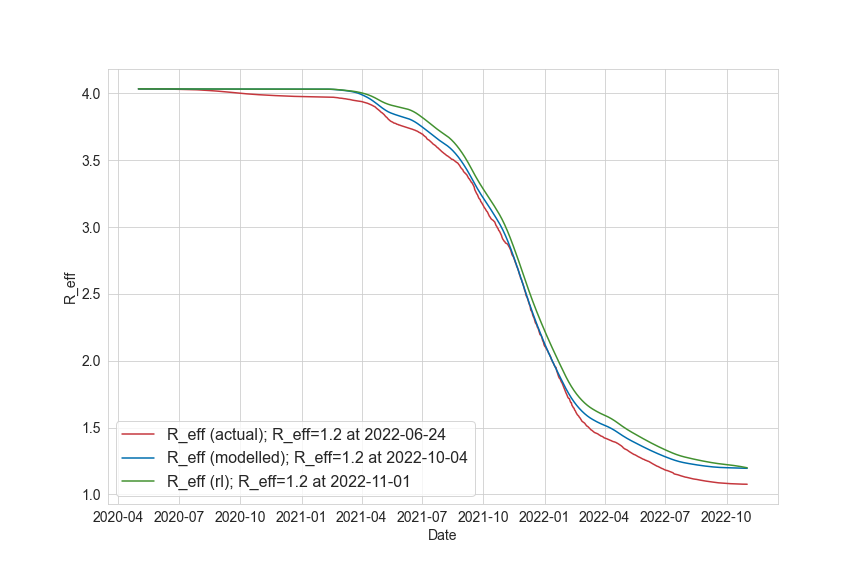 R_eff
4.0
3.5
3.0
2.5
2.0
1.5
1.0
R_eff (actual); R_eff=1.2 at 2022-06-24
R_eff (modelled); R_eff=1.2 at 2022-10-04
R_eff (rl); R_eff=1.2 at 2022-11-01
2020-04 2020-07 2020-10 2021-01 2021-04 2021-07 2021-10 2022-01 2022-04 2022-07 2022-10
Date